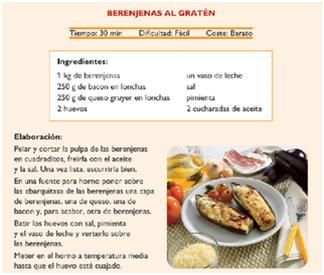 BERENJENAS AL GRATÉN
Tiempo: 30 min Dificultad: Fácil Coste: Barato
Ingredientes:
1 kg de berenjenas un vaso de leche
250 g de bacon en lonchas sal
250 g de queso gruyer en lonchas pimienta
2 huevos 2 cucharadas de aceite
Elaboración:
Pelar y cortar la pulpa de las berenjenas
en cuadraditos, freírla con el aceite
y la sal. Una vez lista, escurrirla bien.
En una fuente para horno poner sobre
las «barquitas» de las berenjenas una capa
de berenjenas, una de queso, una de
bacon y, para acabar, otra de berenjenas.
Batir los huevos con sal, pimienta
y el vaso de leche y verterlo sobre
las berenjenas.
Meter en el horno a temperatura media
hasta que el huevo esté cuajado.